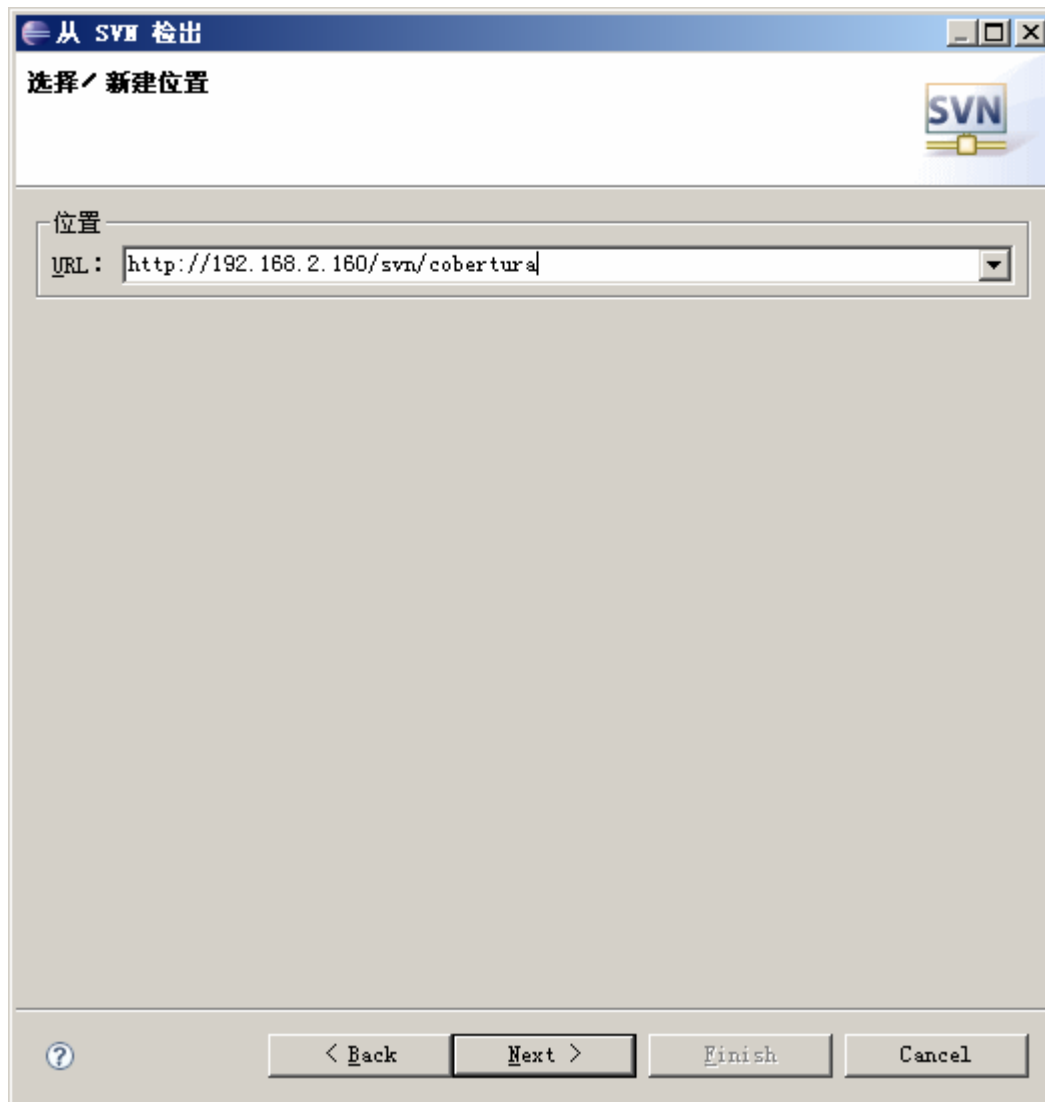 从 SVN 检出
选择/新建位置
SVN
位置
URL: http://192.168.2.160/svn/cobertura
?
< Back
Next >
Finish
Cancel